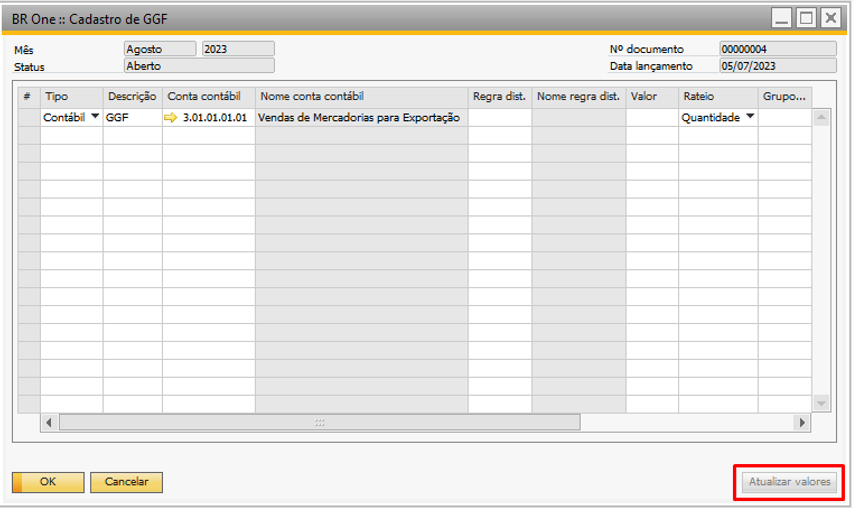 BR One :: Cadastro de GGF
Mês Agosto 2023 Nº documento 00000004
Status Aberto Data lançamento 05/07/2023
# Tipo Descrição Conta contábil Nome conta contábil Regra dist. Nome regra dist. Valor Rateio Grupo...
Contábil GGF 3.01.01.01.01 Vendas de Mercadorias para Exportação Quantidade
OK Cancelar Atualizar valores